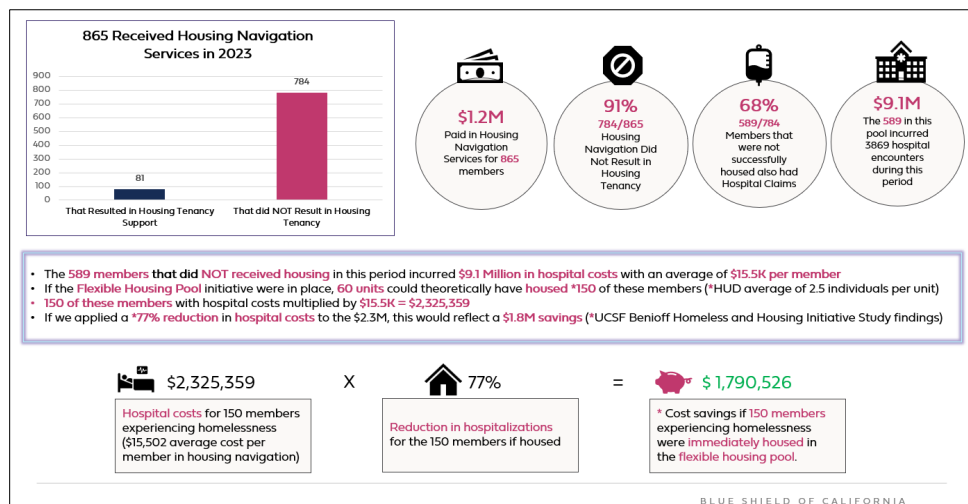 865 Received Housing Navigation
Services in 2023
900
800
700
600
500
400
300
200
100
0
81
784
That Resulted in Housing Tenancy
Support
That did NOT Result in Housing
Tenancy
$1.2M
Paid in Housing
Navigation
Services for 865
members
91%
784/865
Housing
Navigation Did
Not Result in
Housing
Tenancy
68%
589/784
Members that
were not
successfully
housed also had
Hospital Claims
$9.1M
The 589 in this
pool incurred
3869 hospital
encounters
during this
period
• The 589 members that did NOT received housing in this period incurred $9.1 Million in hospital costs with an average of $15.5K per member
• If the Flexible Housing Pool initiative were in place, 60 units could theoretically have housed *150 of these members (*HUD average of 2.5 individuals per unit)
• 150 of these members with hospital costs multiplied by $15.5K = $2,325,359
• If we applied a *77% reduction in hospital costs to the $2.3M, this would reflect a $1.8M savings (*UCSF Benioff Homeless and Housing Initiative Study findings)
$2,325,359
X
77%
=
$ 1,790,526
Hospital costs for 150 members
experiencing homelessness
($15,502 average cost per
member in housing navigation)
Reduction in hospitalizations
for the 150 members if housed
* Cost savings if 150 members
experiencing homelessness
were immediately housed in
the flexible housing pool.
BLUE SHIELD OF CALIFORNIA